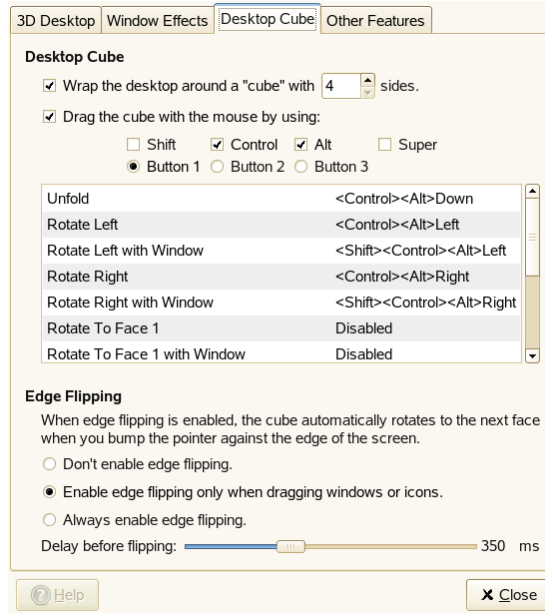 3D Desktop Window Effects Desktop Cube Other Features
Desktop Cube
Wrap the desktop around a "cube" with 4 sides.
Drag the cube with the mouse by using:
Shift Control Alt Super
Button 1 Button 2 Button 3
Unfold <Control><Alt>Down
Rotate Left <Control><Alt>Left
Rotate Left with Window <Shift><Control><Alt>Left
Rotate Right <Control><Alt>Right
Rotate Right with Window <Shift><Control><Alt>Right
Rotate To Face 1 Disabled
Rotate To Face 1 with Window Disabled
Edge Flipping
When edge flipping is enabled, the cube automatically rotates to the next face
when you bump the pointer against the edge of the screen.
Don't enable edge flipping.
Enable edge flipping only when dragging windows or icons.
Always enable edge flipping.
Delay before flipping: 350 ms
Help Close